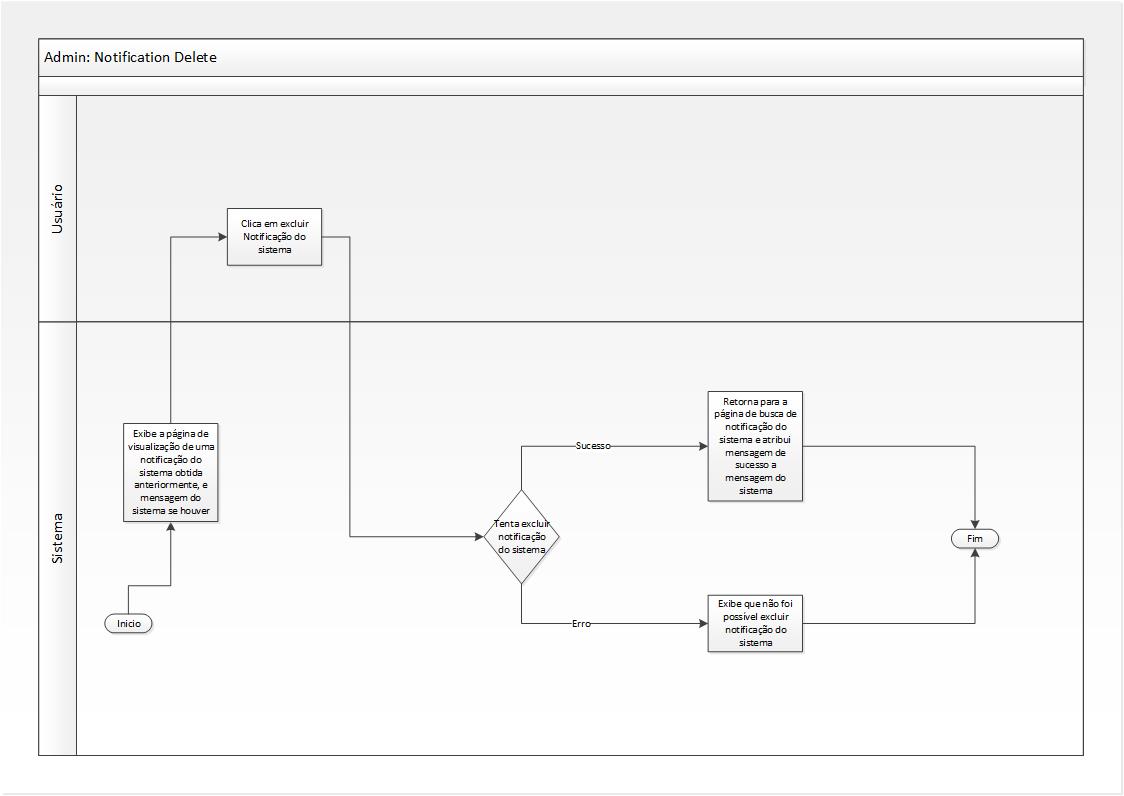 Admin: Notification Delete
Usuário
Clica em excluir
Notificação do
sistema
Sistema
Inicio
Exibe a página de
visualização de uma
notificação do
sistema obtida
anteriormente, e
mensagem do
sistema se houver
Tenta excluir
notificação
do sistema
Sucesso
Retorna para a
página de busca de
notificação do
sistema e atribui
mensagem de
sucesso a
mensagem do
sistema
Erro
Exibe que não foi
possível excluir
notificação do
sistema
Fim